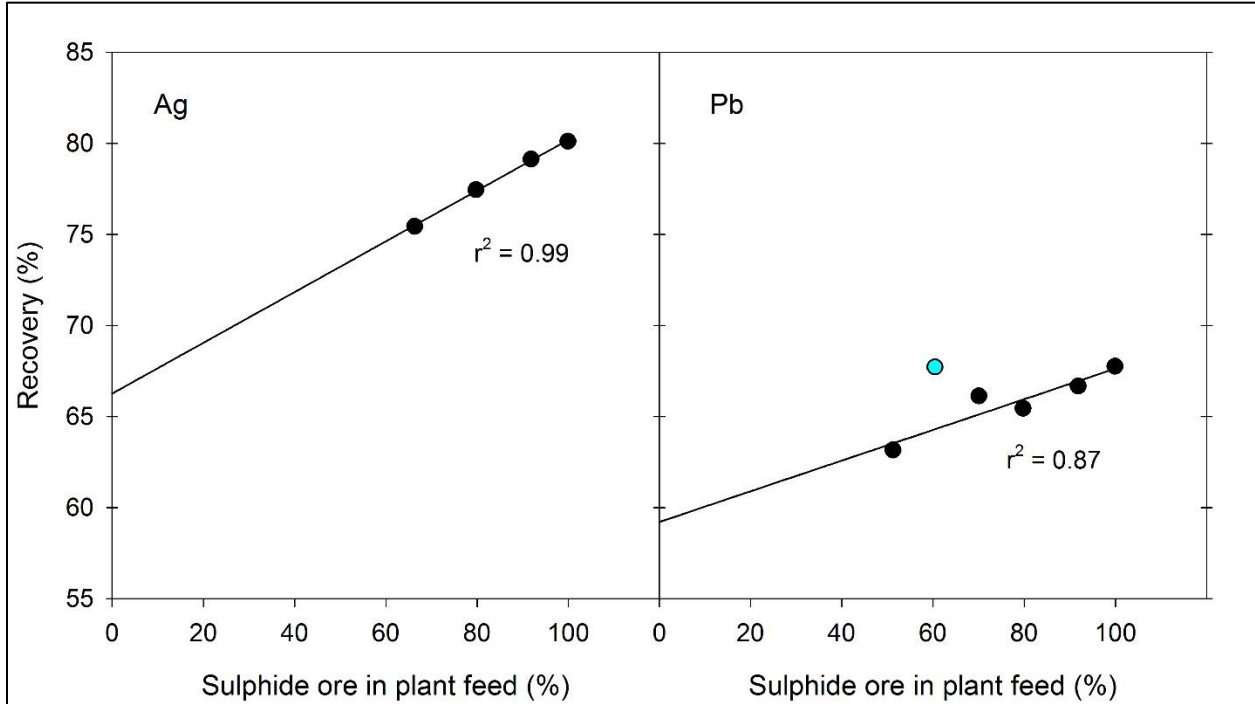 Ag
Pb
r² = 0.99
r² = 0.87
Recovery (%)
85
80
75
70
65
60
55
0 20 40 60 80 100
0 20 40 60 80 100
Sulphide ore in plant feed (%)
Sulphide ore in plant feed (%)